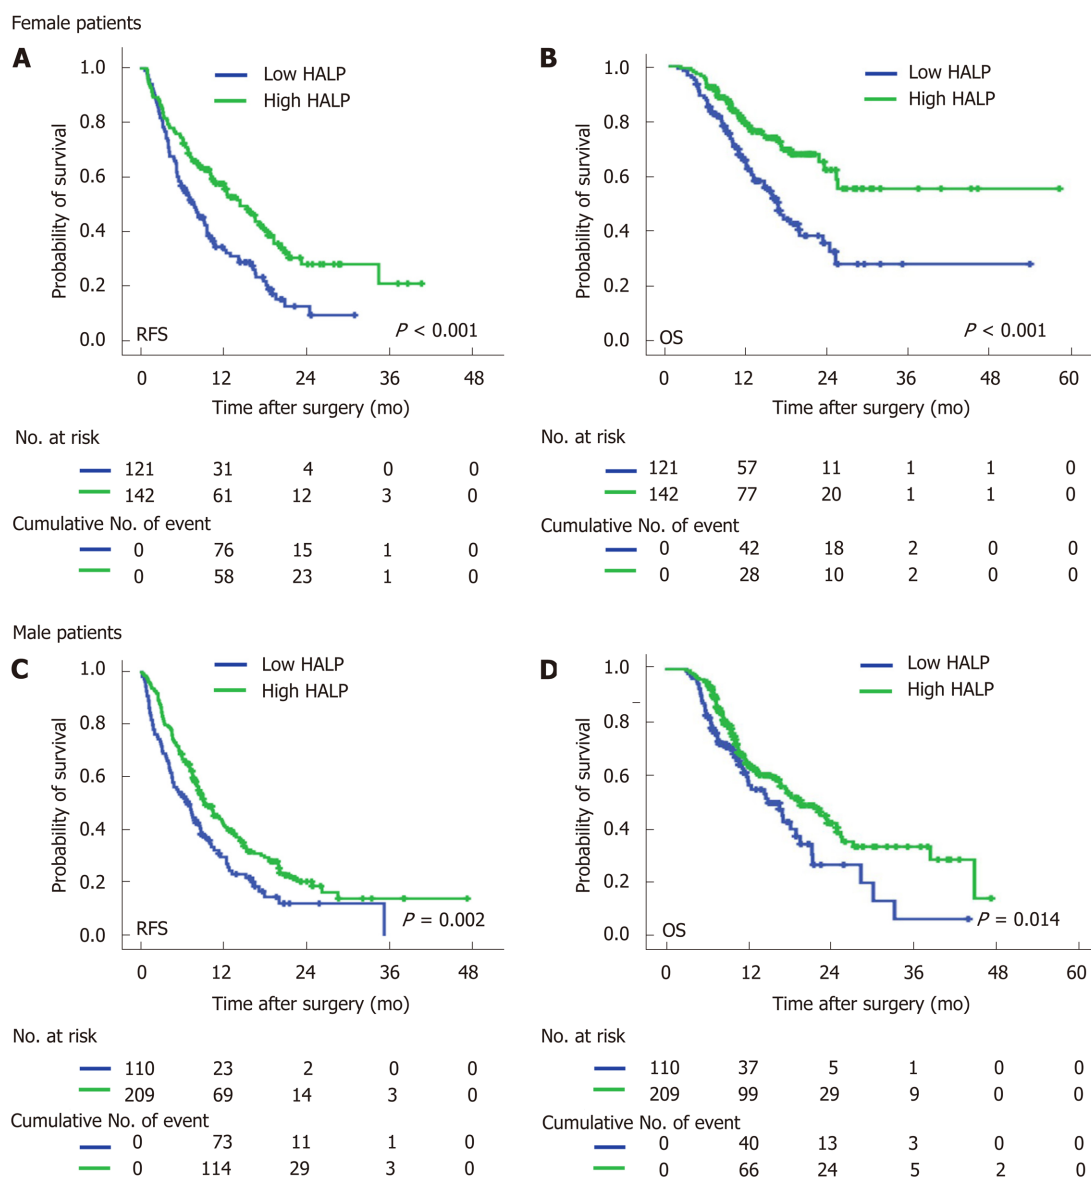 Female patients
A
Low HALP
High HALP
Probability of survival
1.0
0.8
0.6
0.4
0.2
0.0
RFS
P < 0.001
0 12 24 36 48
Time after surgery (mo)
No. at risk
121 31 4 0 0
142 61 12 3 0
Cumulative No. of event
0 76 15 1 0
0 58 23 1 0
B
Low HALP
High HALP
Probability of survival
1.0
0.8
0.6
0.4
0.2
0.0
OS
P < 0.001
0 12 24 36 48 60
Time after surgery (mo)
No. at risk
121 57 11 1 1 0
142 77 20 1 1 0
Cumulative No. of event
0 42 18 2 0 0
0 28 10 2 0 0
Male patients
C
Low HALP
High HALP
Probability of survival
1.0
0.8
0.6
0.4
0.2
0.0
RFS
P = 0.002
0 12 24 36 48
Time after surgery (mo)
No. at risk
110 23 2 0 0
209 69 14 3 0
Cumulative No. of event
0 73 11 1 0
0 114 29 3 0
D
Low HALP
High HALP
Probability of survival
1.0
0.8
0.6
0.4
0.2
0.0
OS
P = 0.014
0 12 24 36 48 60
Time after surgery (mo)
No. at risk
110 37 5 1 0 0
209 99 29 9 0 0
Cumulative No. of event
0 40 13 3 0 0
0 66 24 5 2 0